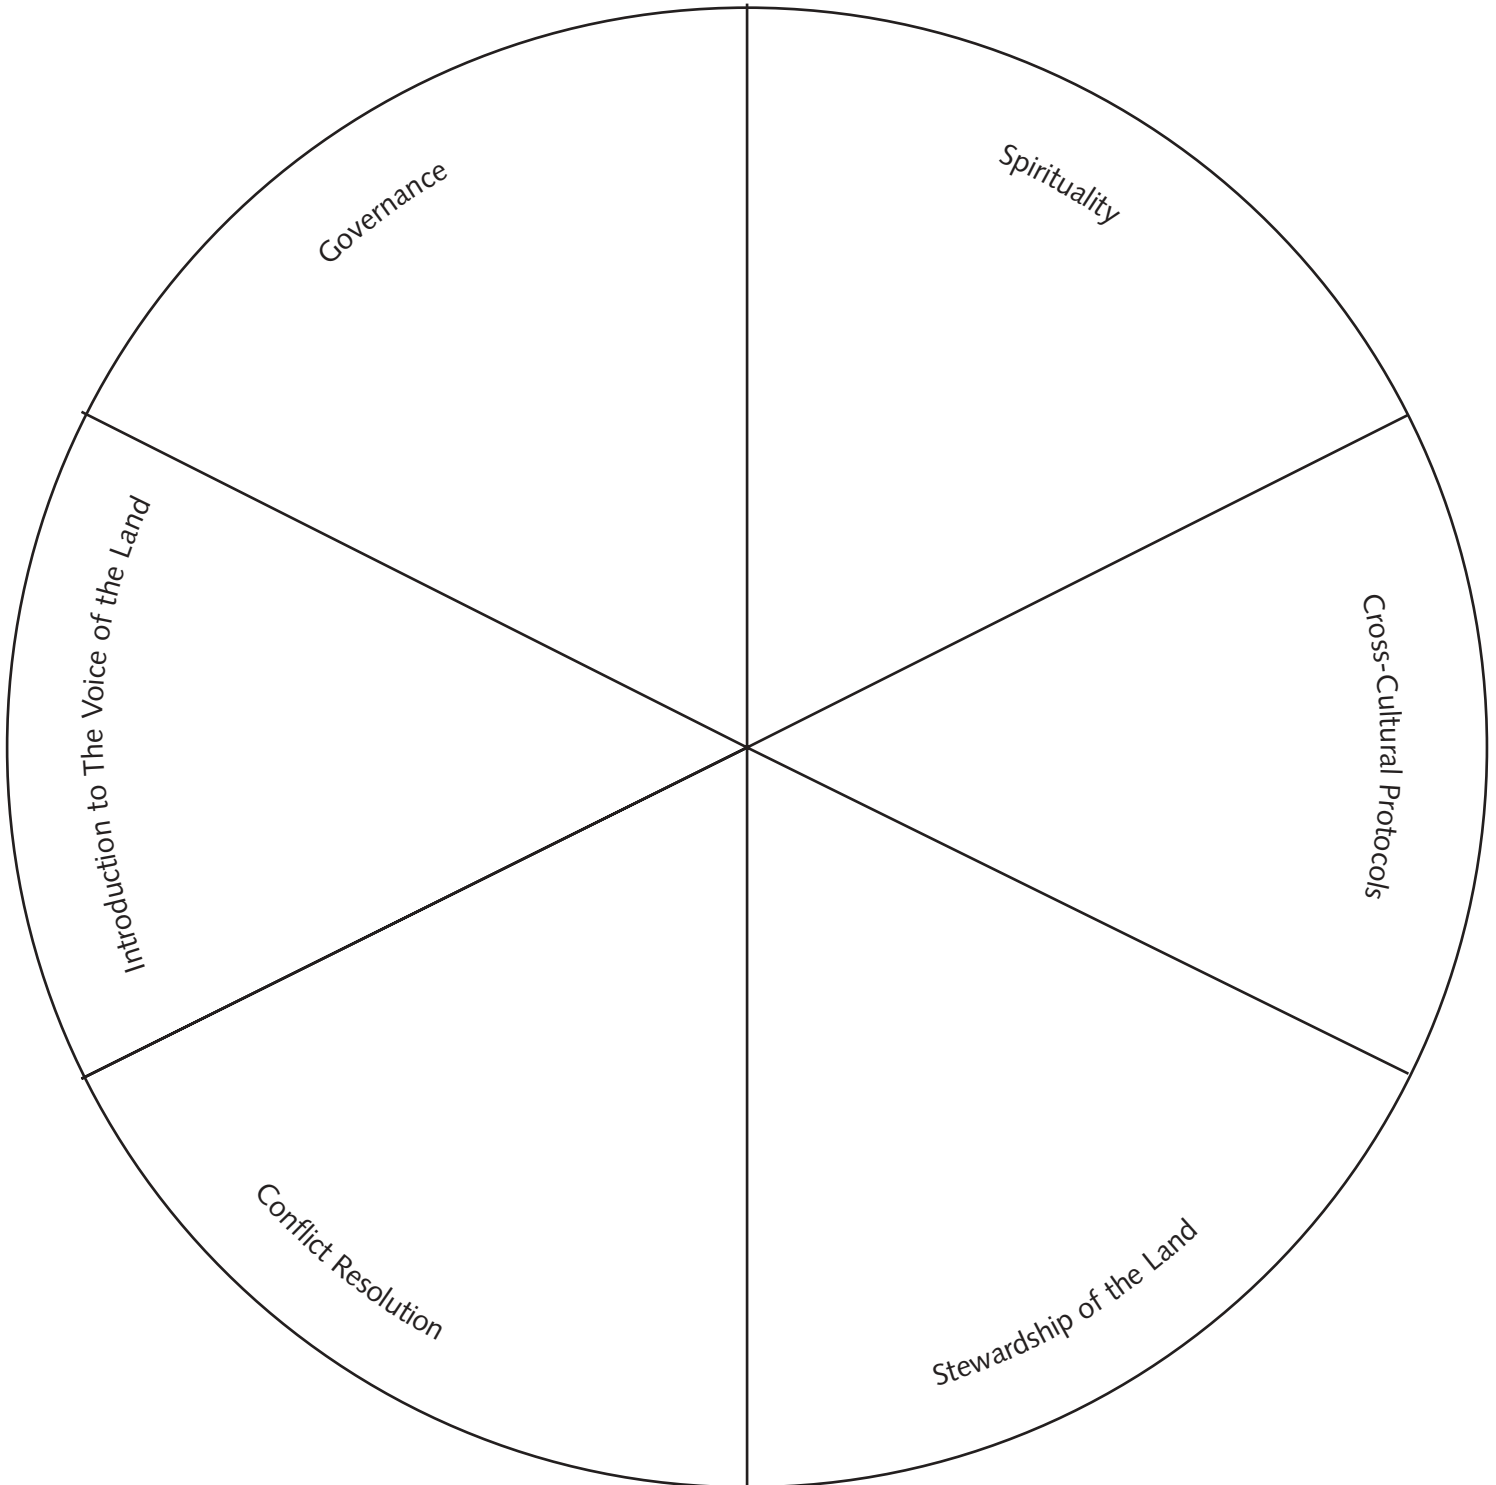 Governance
Spirituality
Introduction to The Voice of the Land
Cross-Cultural Protocols
Conflict Resolution
Stewardship of the Land